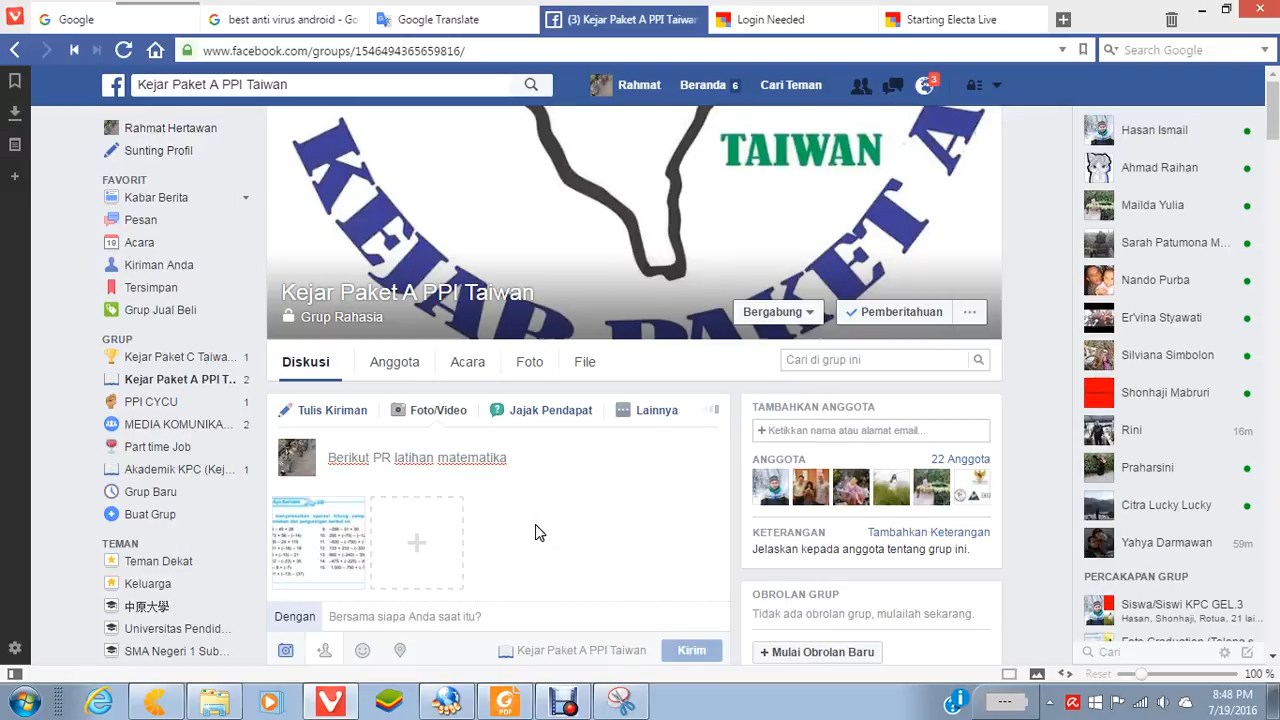 Google
best anti virus android - Go
Google Translate
(3) Kejar Paket A PPI Taiwan
Login Needed
Starting Electa Live
www.facebook.com/groups/1546494365659816/
Search Google
Kejar Paket A PPI Taiwan
Rahmat
Beranda 6
Cari Teman
3
Rahmat Hertawan
Sunting Profil
FAVORIT
Kabar Berita
Pesan
19 Acara
Kiriman Anda
Tersimpan
Grup Jual Beli
GRUP
Kejar Paket C Taiwa... 1
Kejar Paket A PPI T.. 2
PPI CYCU 1
MEDIA KOMUNIKA... 2
Part time Job
Akademik KPC (Kej... 1
Grup Baru
Buat Grup
TEMAN
Teman Dekat
Keluarga
中原大學
Universitas Pendid...
SMA Negeri 1 Sub...
TAIWAN
KEJAR PAKET A
Kejar Paket A PPI Taiwan
Grup Rahasia
Bergabung
Pemberitahuan
Diskusi
Anggota
Acara
Foto
File
Cari di grup ini
Tulis Kiriman
Foto/Video
Jajak Pendapat
Lainnya
Berikut PR latihan matematika
Dengan
Bersama siapa Anda saat itu?
Kejar Paket A PPI Taiwan
Kirim
TAMBAHKAN ANGGOTA
+ Ketikkan nama atau alamat email...
ANGGOTA
22 Anggota
KETERANGAN
Tambahkan Keterangan
Jelaskan kepada anggota tentang grup ini.
OBROLAN GRUP
Tidak ada obrolan grup, mulailah sekarang.
+ Mulai Obrolan Baru
Hasan Ismail
Ahmad Raihan
Mailda Yulia
Sarah Patumona M...
Nando Purba
Er'vina Styawati
Silviana Simbolon
Shonhaji Mabruri
Rini 16m
Praharsini
Citra Lucky Lucky
Yahya Darmawan 59m
PERCAKAPAN GRUP
Siswa/Siswi KPC GEL.3
Hasan, Shonhaji, Rotua, 21 lai...
Cari
Reset
100 %
PDF
8:48 PM
7/19/2016